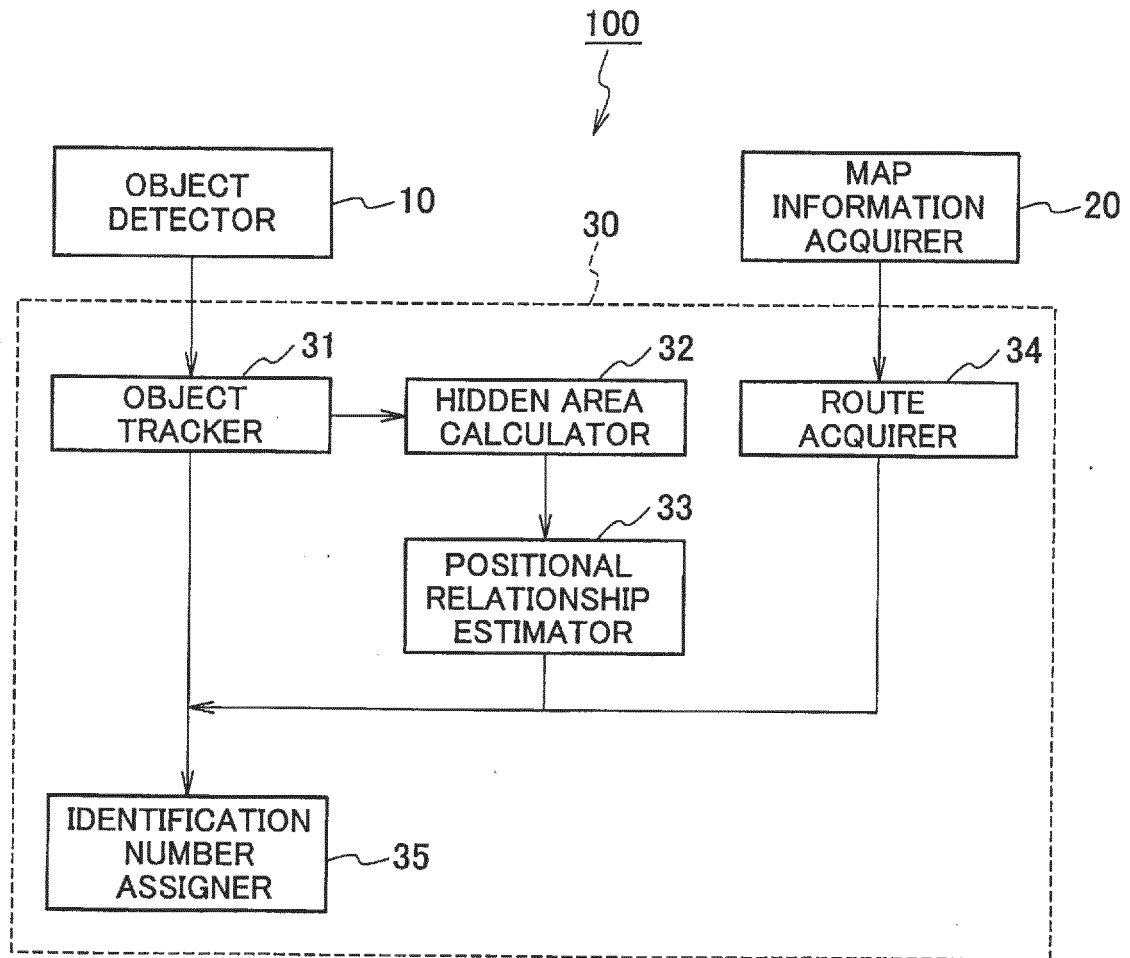 100
OBJECT
DETECTOR
10
MAP
INFORMATION
ACQUIRER
20
30
31
OBJECT
TRACKER
32
HIDDEN AREA
CALCULATOR
34
ROUTE
ACQUIRER
33
POSITIONAL
RELATIONSHIP
ESTIMATOR
IDENTIFICATION
NUMBER
ASSIGNER
35